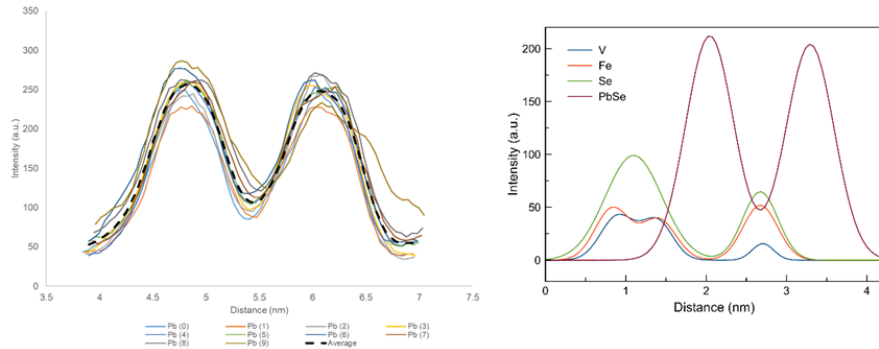 350
300
250
200
150
100
50
0
Intensity (a.u.)
3.5 4 4.5 5 5.5 6 6.5 7 7.5
Distance (nm)
Pb (0) Pb (1) Pb (2) Pb (3)
Pb (4) Pb (5) Pb (6) Pb (7)
Pb (8) Pb (9) Average
V
Fe
Se
PbSe
200
150
100
50
0
Intensity (a.u.)
0 1 2 3 4
Distance (nm)